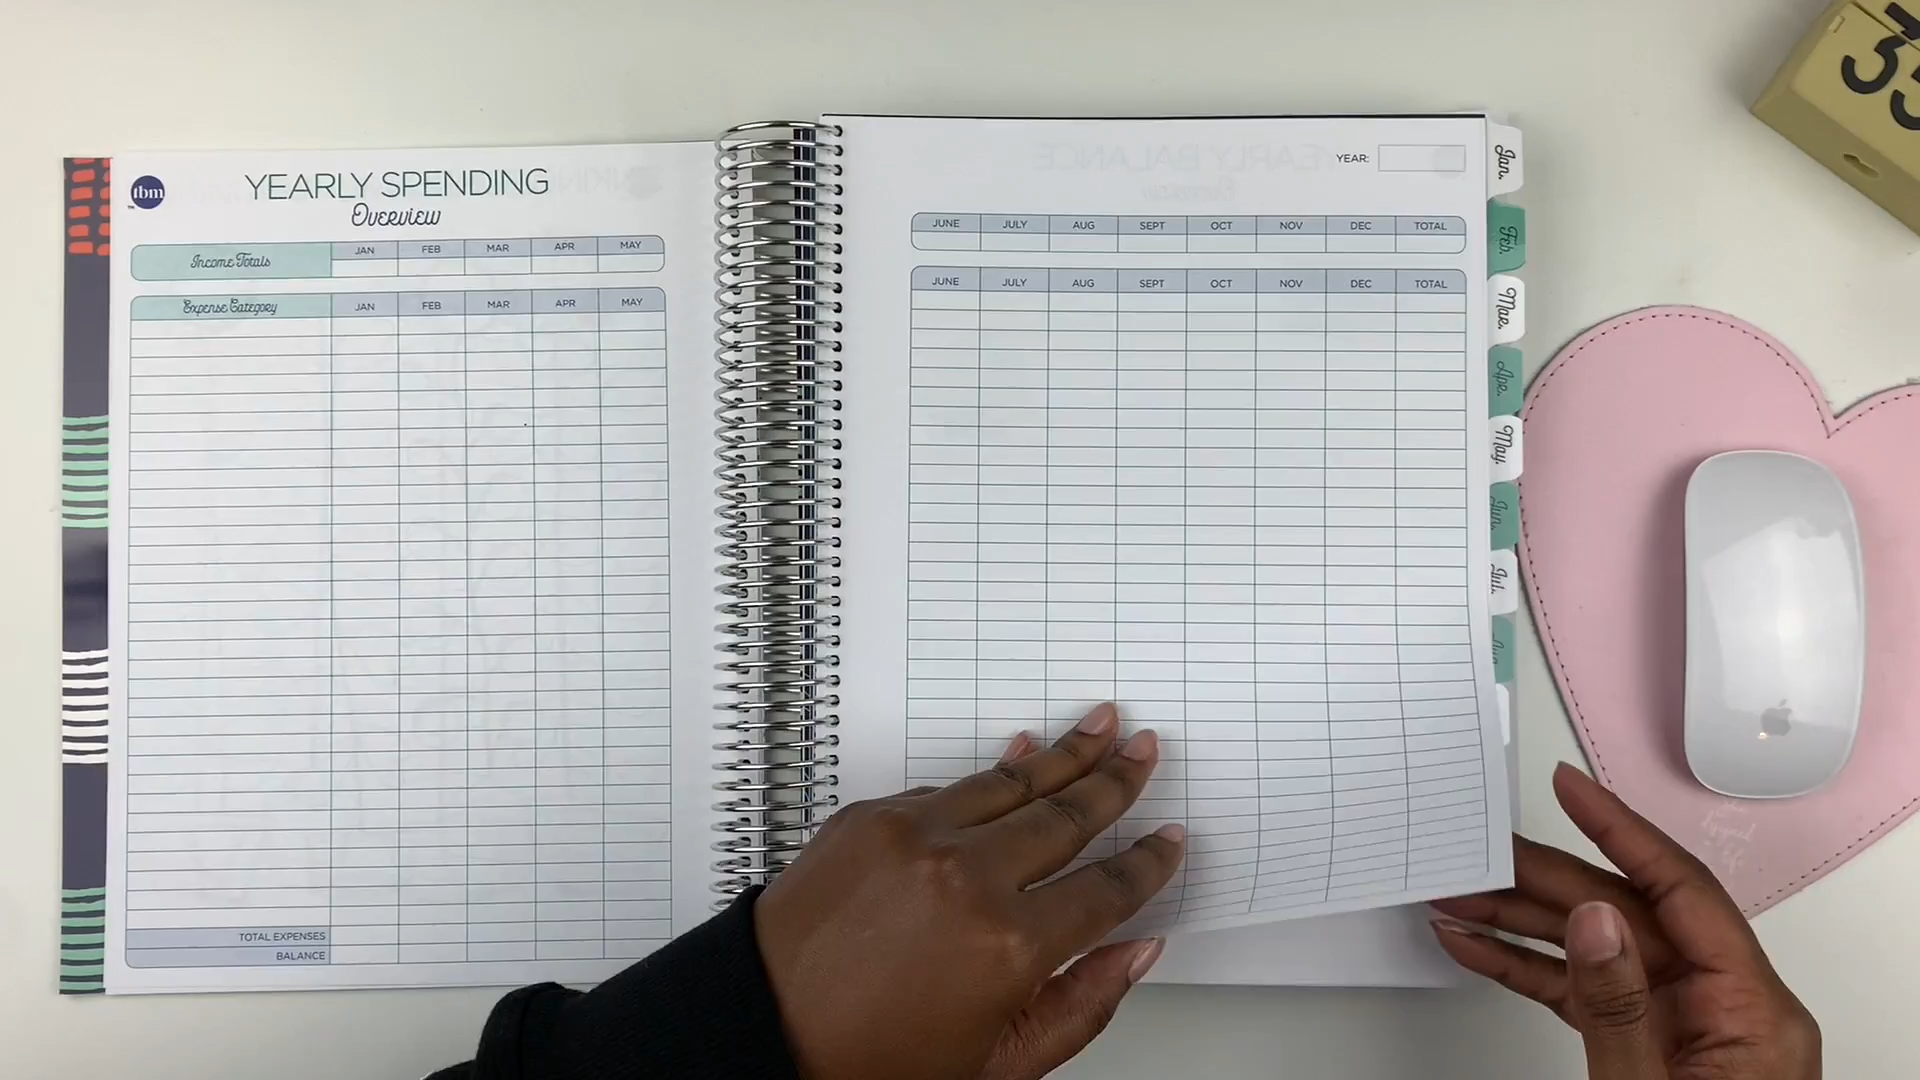 tbm
YEARLY SPENDING
Overview
Income Totals JAN FEB MAR APR MAY
Expense Category JAN FEB MAR APR MAY
TOTAL EXPENSES
BALANCE
YEAR:
JUNE JULY AUG SEPT OCT NOV DEC TOTAL
JUNE JULY AUG SEPT OCT NOV DEC TOTAL
Jan.
Feb.
Mar.
Apr.
May.
Jun.
Jul.
Aug
35